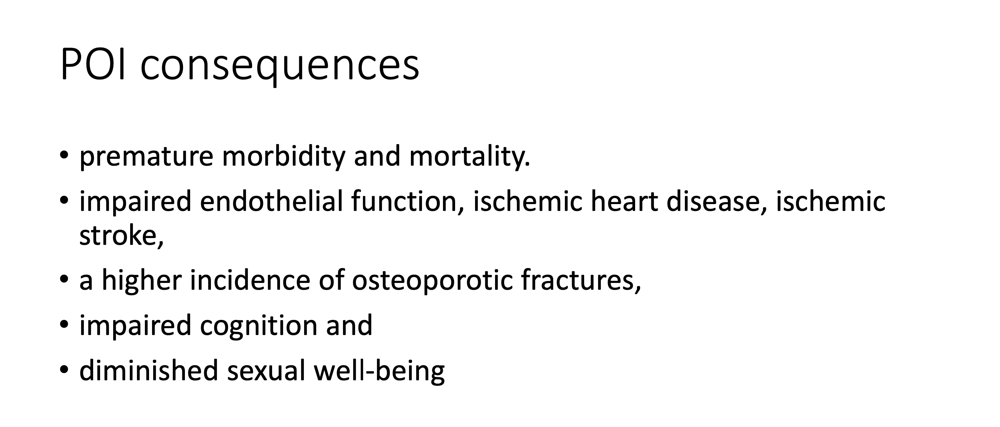 POI consequences
• premature morbidity and mortality.
• impaired endothelial function, ischemic heart disease, ischemic
stroke,
• a higher incidence of osteoporotic fractures,
• impaired cognition and
• diminished sexual well-being